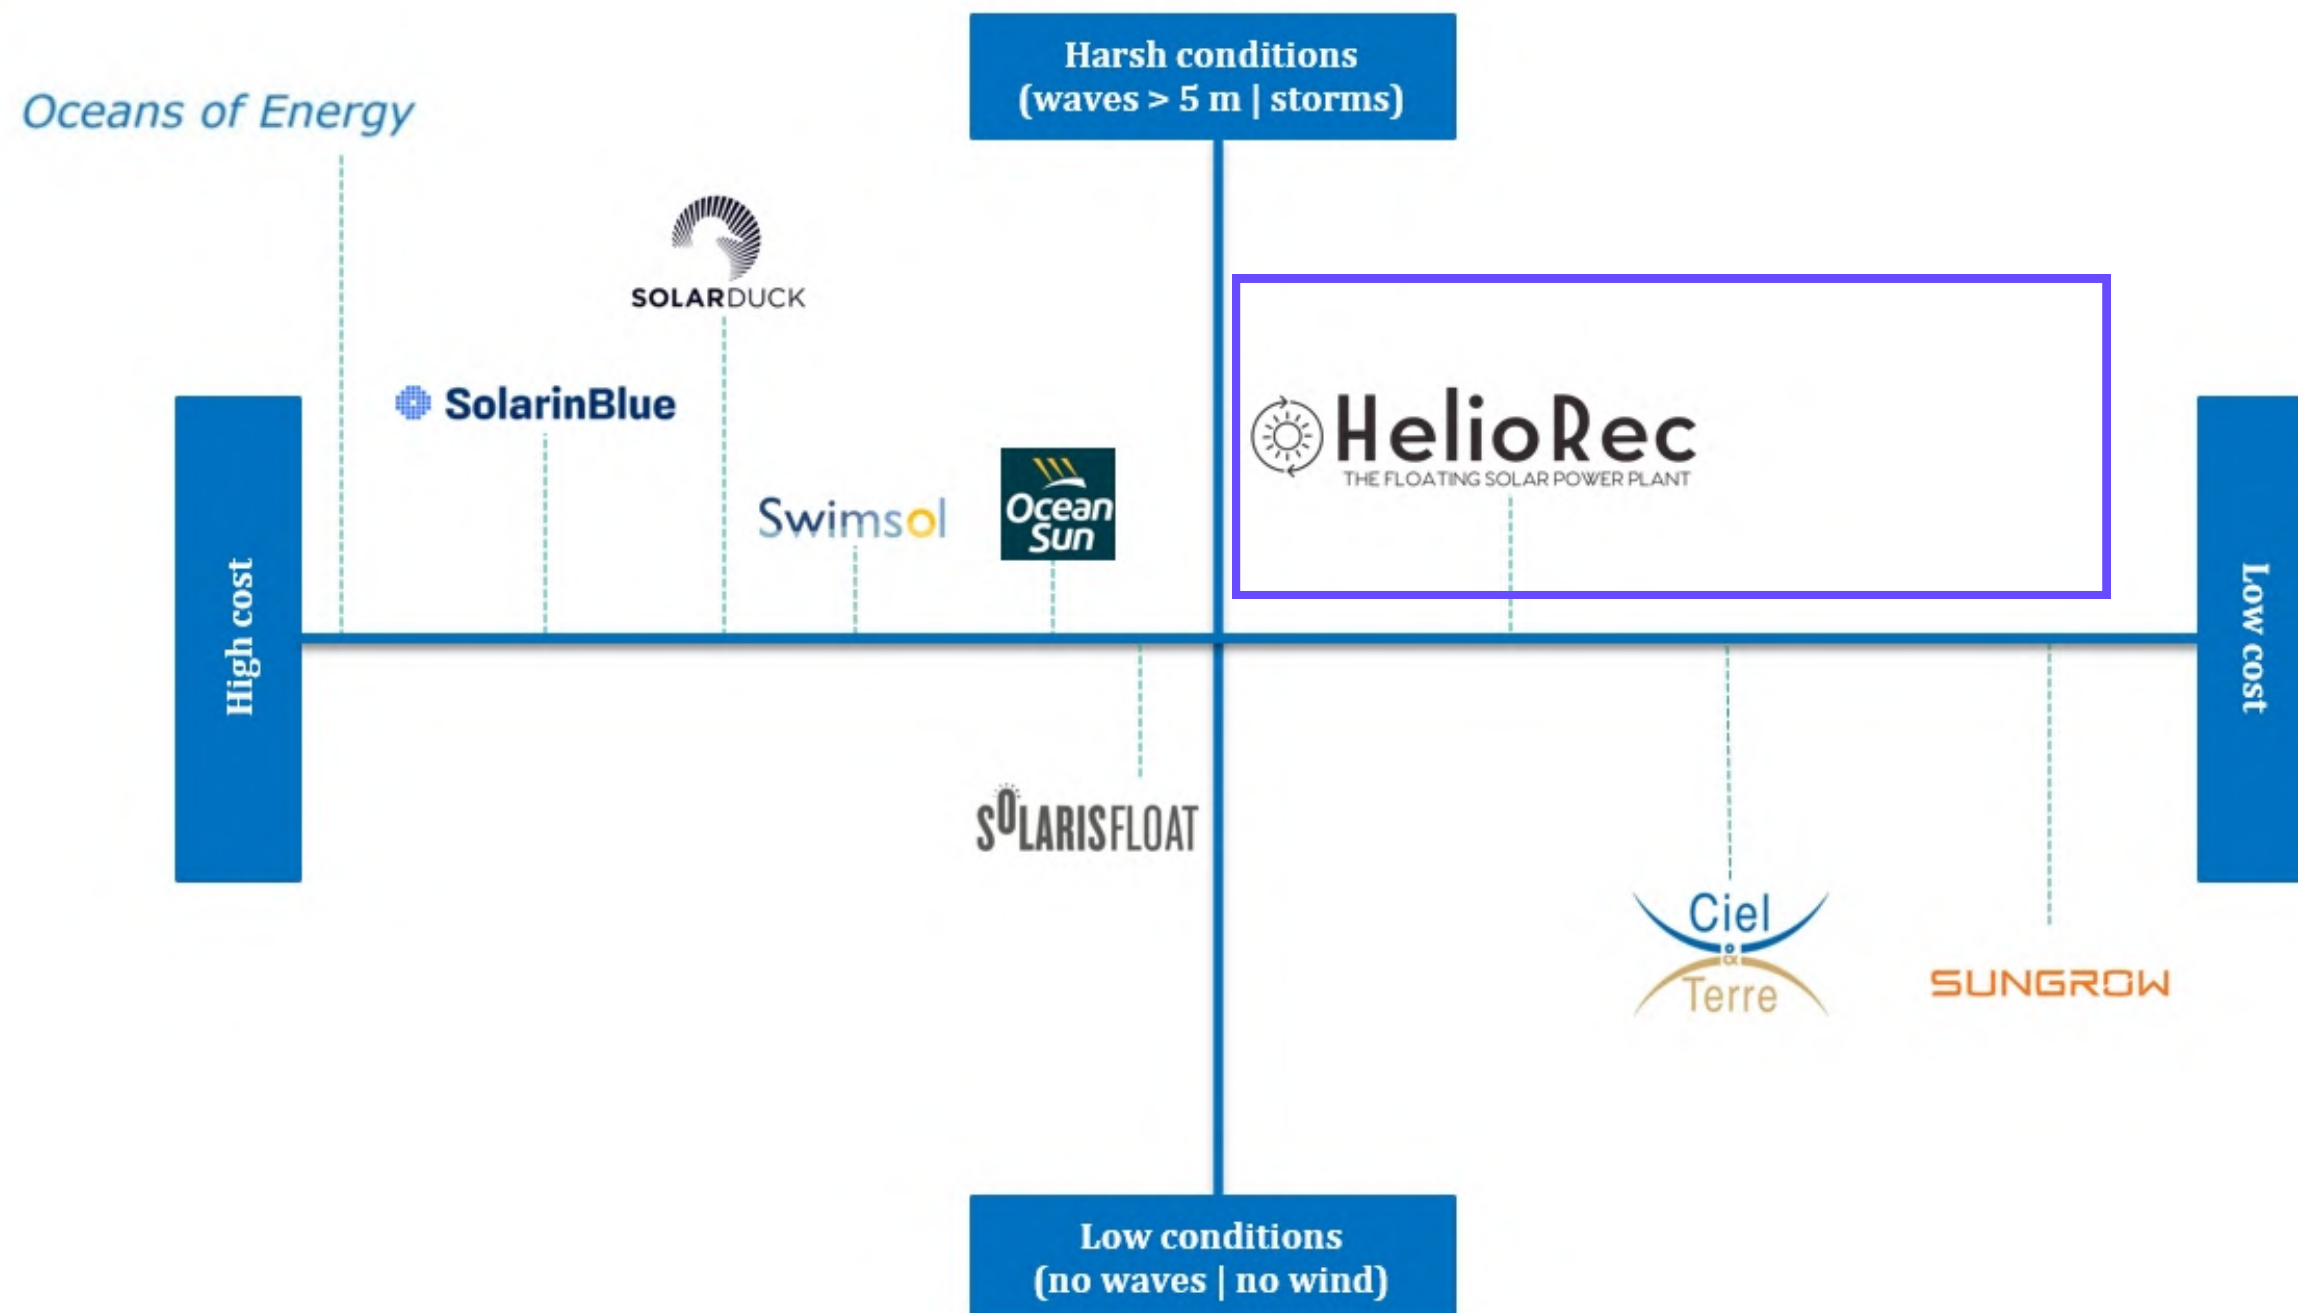 Harsh conditions
(waves > 5 m | storms)
Oceans of Energy
SOLARDUCK
SolarinBlue
HelioRec
THE FLOATING SOLAR POWER PLANT
Swimsol
Ocean
Sun
High cost
Low cost
SOLARISFLOAT
Ciel
&
Terre
SUNGROW
Low conditions
(no waves | no wind)